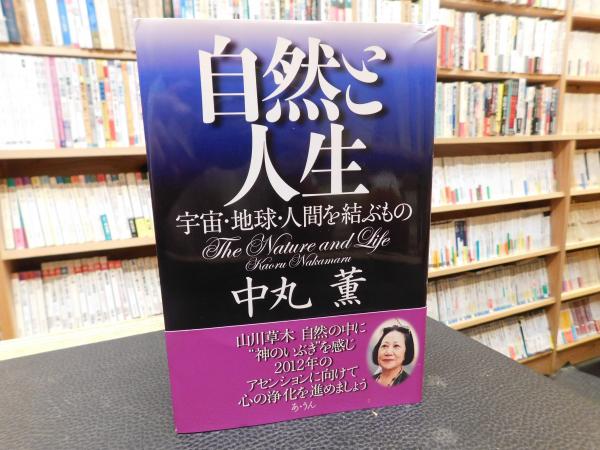 自然と
人生
宇宙・地球・人間を結ぶもの
The Nature and Life
Kaoru Nakamaru
中丸 薫
山川草木 自然の中に
“神のいぶき”を感じ
2012年の
アセンションに向けて
心の浄化を進めましょう
あ・うん